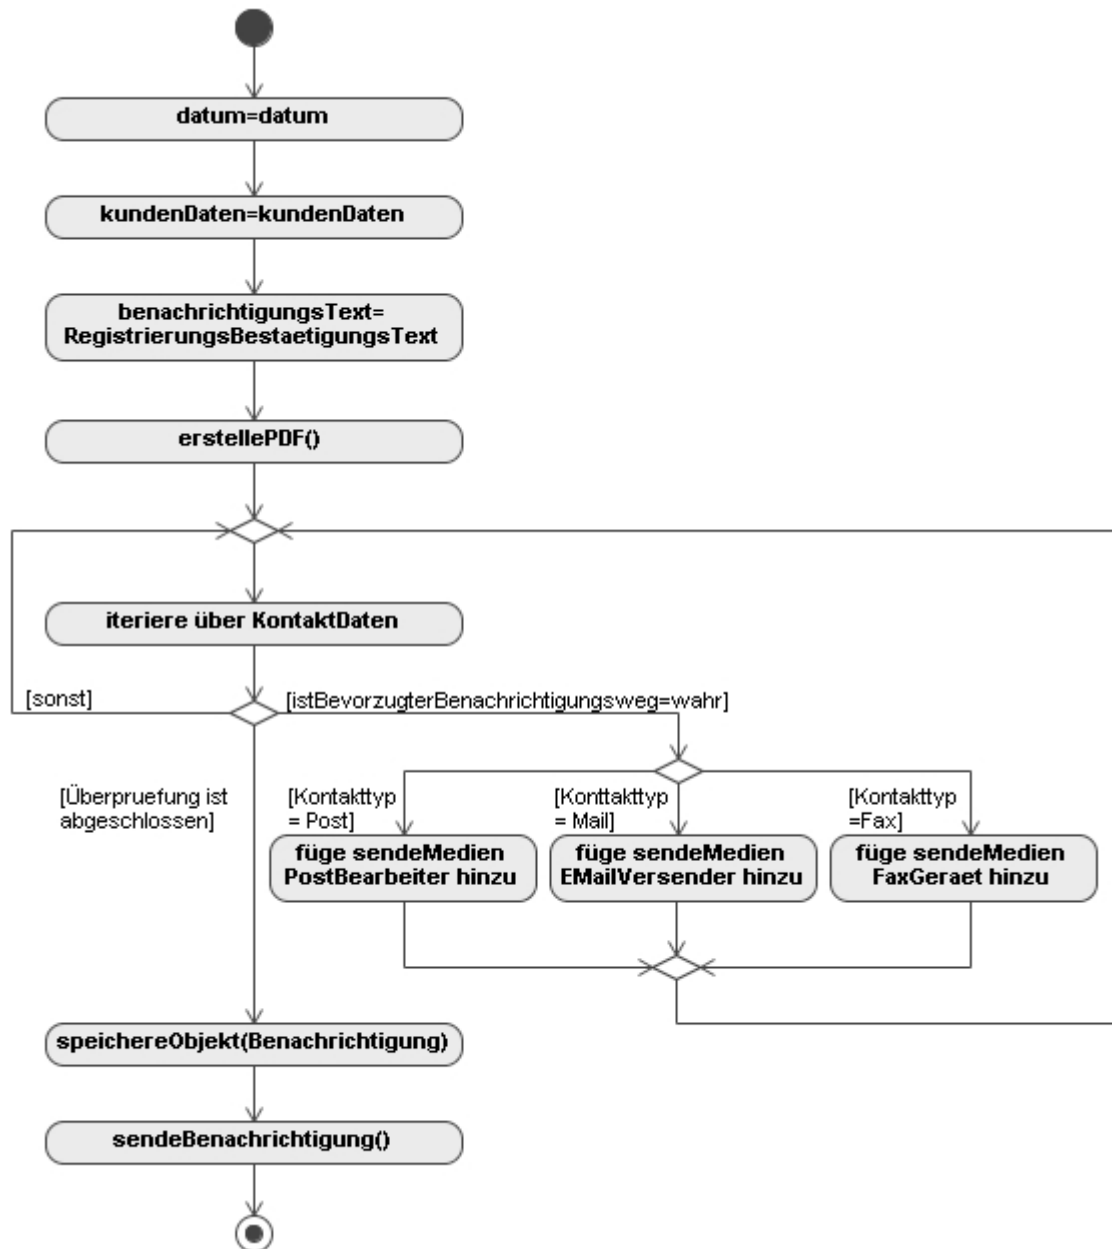 datum=datum
kundenDaten=kundenDaten
benachrichtigungsText=
RegistrierungsBestaetigungsText
erstellePDF()
iteriere über KontaktDaten
[sonst]
[istBevorzugterBenachrichtigungsweg=wahr]
[Überpruefung ist
abgeschlossen]
[Kontakttyp
= Post]
[Konttakttyp
= Mail]
[Kontakttyp
=Fax]
füge sendeMedien
PostBearbeiter hinzu
füge sendeMedien
EMailVersender hinzu
füge sendeMedien
FaxGeraet hinzu
speichereObjekt(Benachrichtigung)
sendeBenachrichtigung()